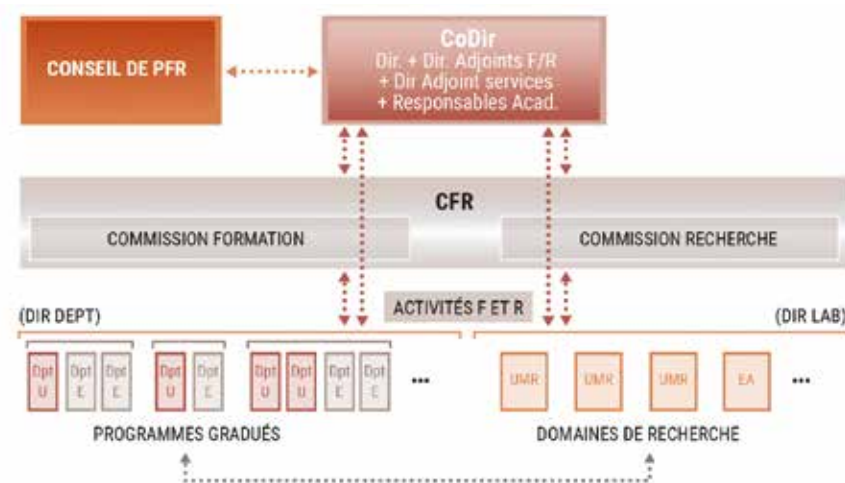 CONSEIL DE PFR
CoDir
Dir. + Dir. Adjoints F/R
+ Dir Adjoint services
+ Responsables Acad.
CFR
COMMISSION FORMATION
COMMISSION RECHERCHE
ACTIVITÉS F ET R
(DIR DEPT)
(DIR LAB)
Dpt U
Dpt E
Dpt E
Dpt U
Dpt E
Dpt U
Dpt U
Dpt E
Dpt E
...
UMR
UMR
UMR
EA
...
PROGRAMMES GRADUÉS
DOMAINES DE RECHERCHE